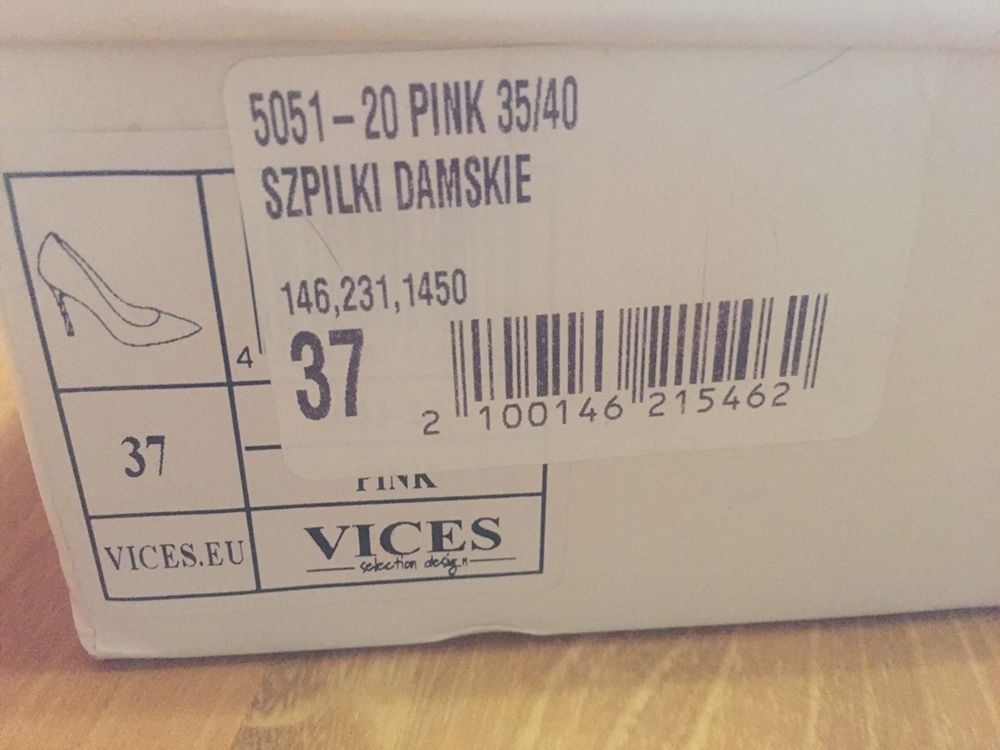 5051-20 PINK 35/40
SZPILKI DAMSKIE
146,231,1450
37
2 100146 215462
4
37
PINK
VICES.EU
VICES
selection design